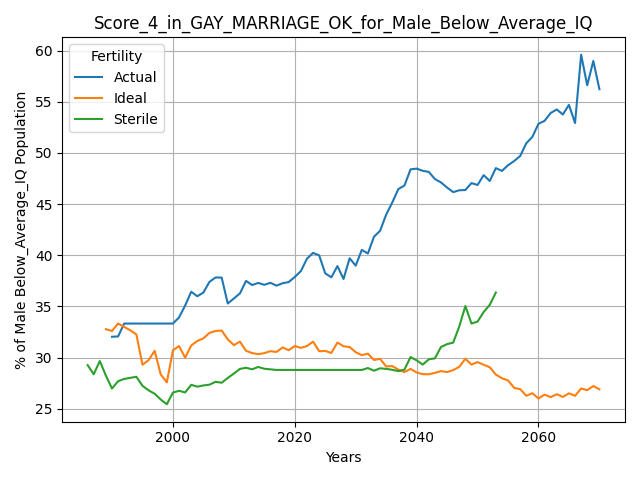 Score_4_in_GAY_MARRIAGE_OK_for_Male_Below_Average_IQ
% of Male Below_Average_IQ Population
60
55
50
45
40
35
30
25
Fertility
Actual
Ideal
Sterile
2000
2020
2040
2060
Years